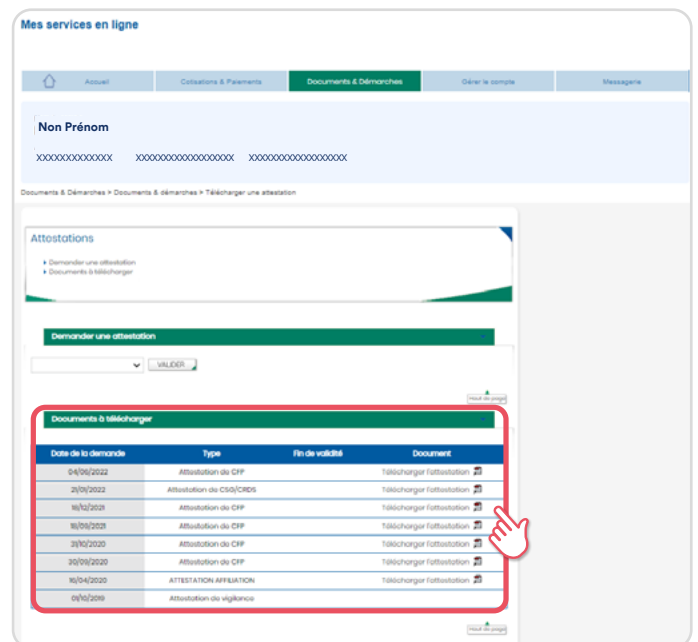 Mes services en ligne
Accueil Cotisations & Paiements Documents & Démarches Gérer le compte Messagerie
Non Prénom
XXXXXXXXXXXXX XXXXXXXXXXXXXXXXX XXXXXXXXXXXXXXXXX
Documents & Démarches > Documents & démarches > Télécharger une attestation
Attestations
Demander une attestation
Documents à télécharger
Demander une attestation
VALIDER
Haut de page
Documents à télécharger
Date de la demande Type Fin de validité Document
04/06/2022 Attestation de CFP Télécharger l'attestation
21/01/2022 Attestation de CSG/CRDS Télécharger l'attestation
16/12/2021 Attestation de CFP Télécharger l'attestation
18/09/2021 Attestation de CFP Télécharger l'attestation
31/10/2020 Attestation de CFP Télécharger l'attestation
30/09/2020 Attestation de CFP Télécharger l'attestation
16/04/2020 ATTESTATION AFFILIATION Télécharger l'attestation
01/10/2019 Attestation de vigilance
Haut de page